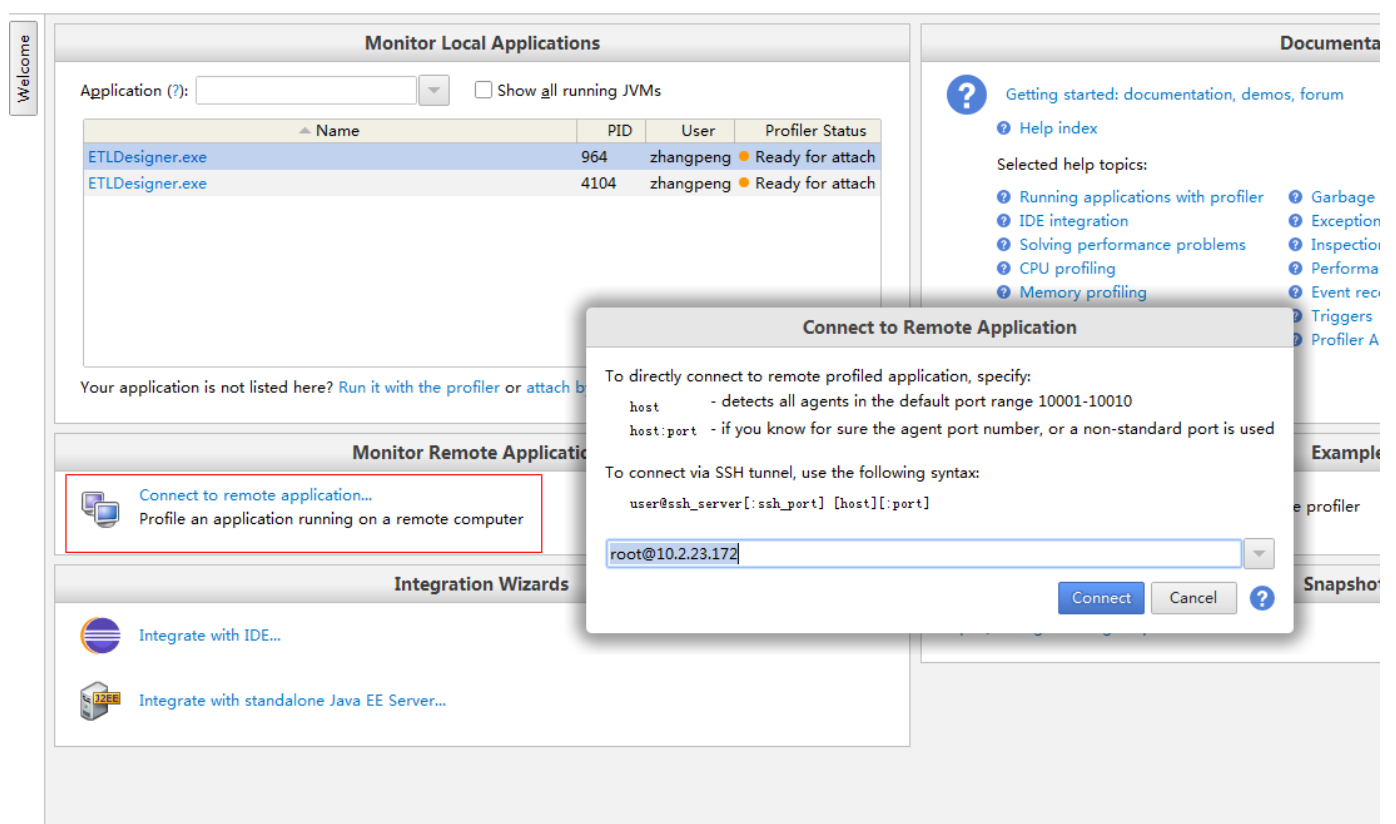 Welcome
Monitor Local Applications
Application (?):
Show all running JVMs
Name PID User Profiler Status
ETLDesigner.exe 964 zhangpeng Ready for attach
ETLDesigner.exe 4104 zhangpeng Ready for attach
Your application is not listed here? Run it with the profiler or attach b
Monitor Remote Applicatio
Connect to remote application...
Profile an application running on a remote computer
Integration Wizards
Integrate with IDE...
J2EE
Integrate with standalone Java EE Server...
Documenta
Getting started: documentation, demos, forum
Help index
Selected help topics:
Running applications with profiler
IDE integration
Solving performance problems
CPU profiling
Memory profiling
Garbage
Exception
Inspection
Performa
Event rec
Triggers
Profiler A
Connect to Remote Application
To directly connect to remote profiled application, specify:
host - detects all agents in the default port range 10001-10010
host:port - if you know for sure the agent port number, or a non-standard port is used
To connect via SSH tunnel, use the following syntax:
user@ssh_server[:ssh_port] [host][:port]
root@10.2.23.172
Connect
Cancel
Example
e profiler
Snapshot